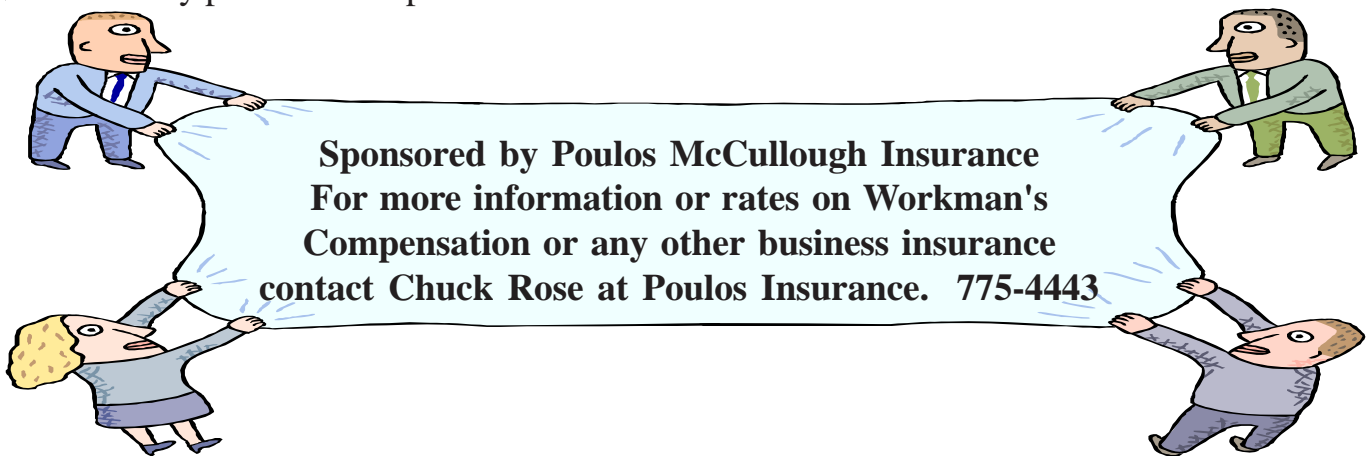 Sponsored by Poulos McCullough Insurance
For more information or rates on Workman's
Compensation or any other business insurance
contact Chuck Rose at Poulos Insurance. 775-4443